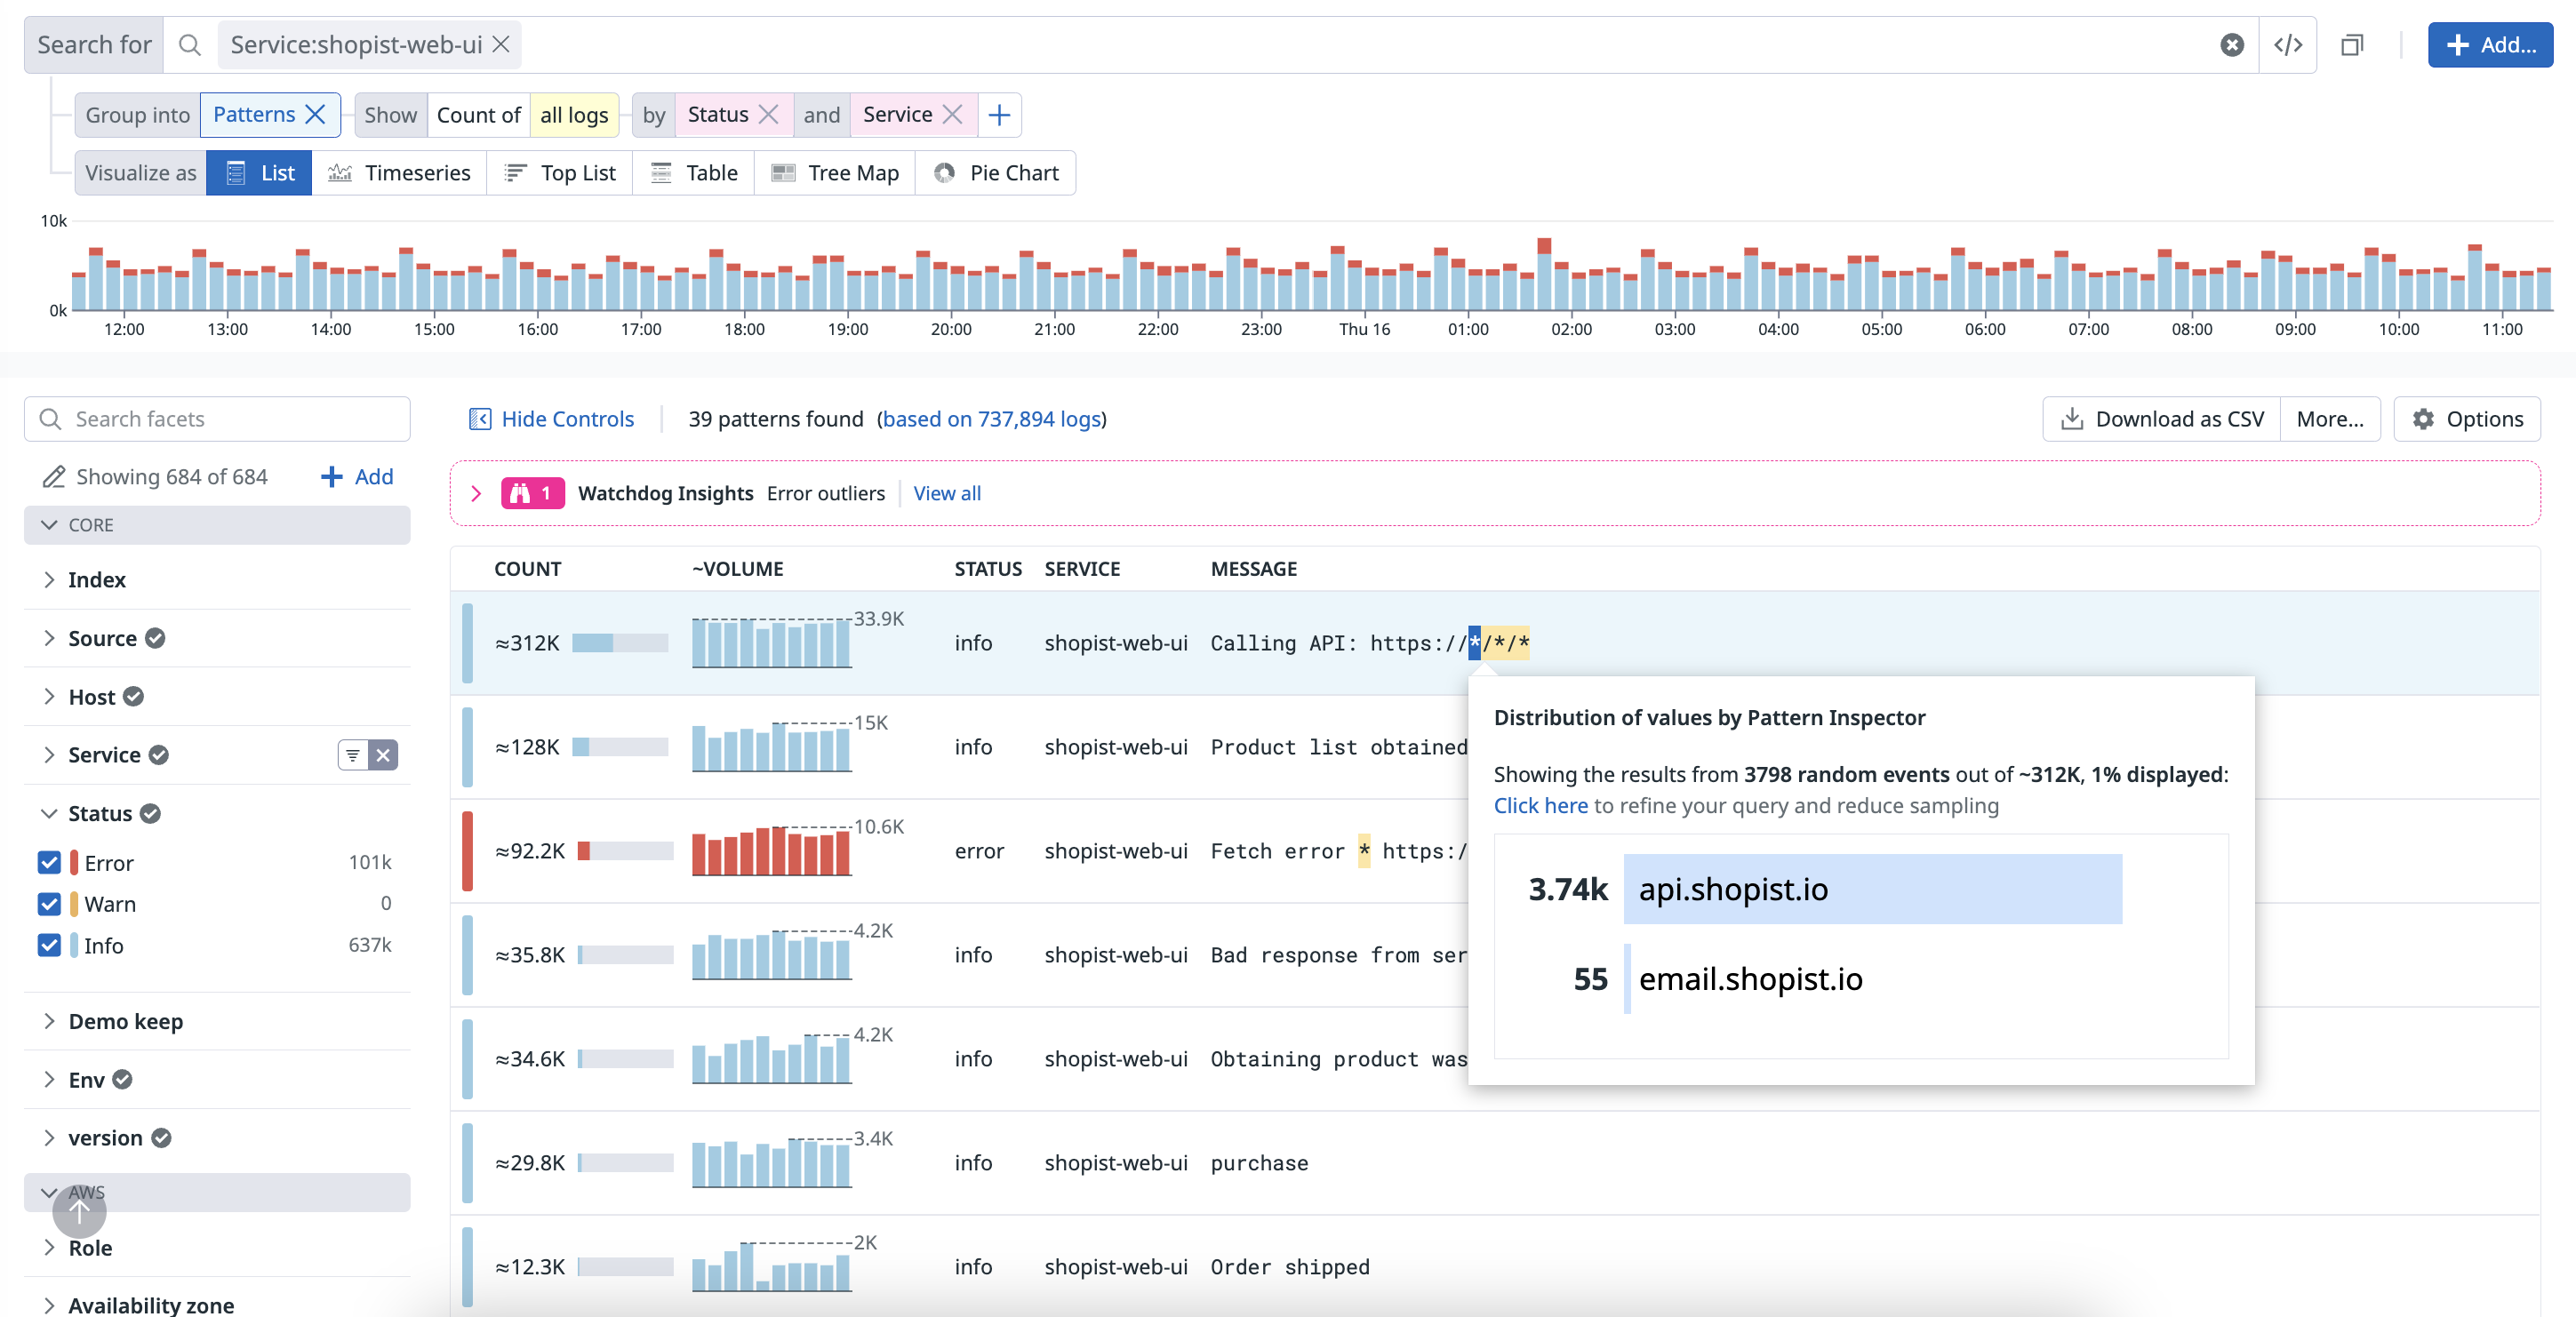 Search for Service:shopist-web-ui </> Add...
Group into Patterns Show Count of all logs by Status and Service
Visualize as List Timeseries Top List Table Tree Map Pie Chart
10k
0k
12:00 13:00 14:00 15:00 16:00 17:00 18:00 19:00 20:00 21:00 22:00 23:00 Thu 16 01:00 02:00 03:00 04:00 05:00 06:00 07:00 08:00 09:00 10:00 11:00
Search facets
Showing 684 of 684 Add
CORE
Index
Source
Host
Service
Status
Error 101k
Warn 0
Info 637k
Demo keep
Env
version
AWS
Role
Availability zone
Hide Controls 39 patterns found (based on 737,894 logs) Download as CSV More... Options
1 Watchdog Insights Error outliers View all
COUNT ~VOLUME STATUS SERVICE MESSAGE
≈312K 33.9K info shopist-web-ui Calling API: https://*/*/*
≈128K 15K info shopist-web-ui Product list obtained
≈92.2K 10.6K error shopist-web-ui Fetch error * https:/
≈35.8K 4.2K info shopist-web-ui Bad response from ser
≈34.6K 4.2K info shopist-web-ui Obtaining product was
≈29.8K 3.4K info shopist-web-ui purchase
≈12.3K 2K info shopist-web-ui Order shipped
Distribution of values by Pattern Inspector
Showing the results from 3798 random events out of ~312K, 1% displayed:
Click here to refine your query and reduce sampling
3.74k api.shopist.io
55 email.shopist.io